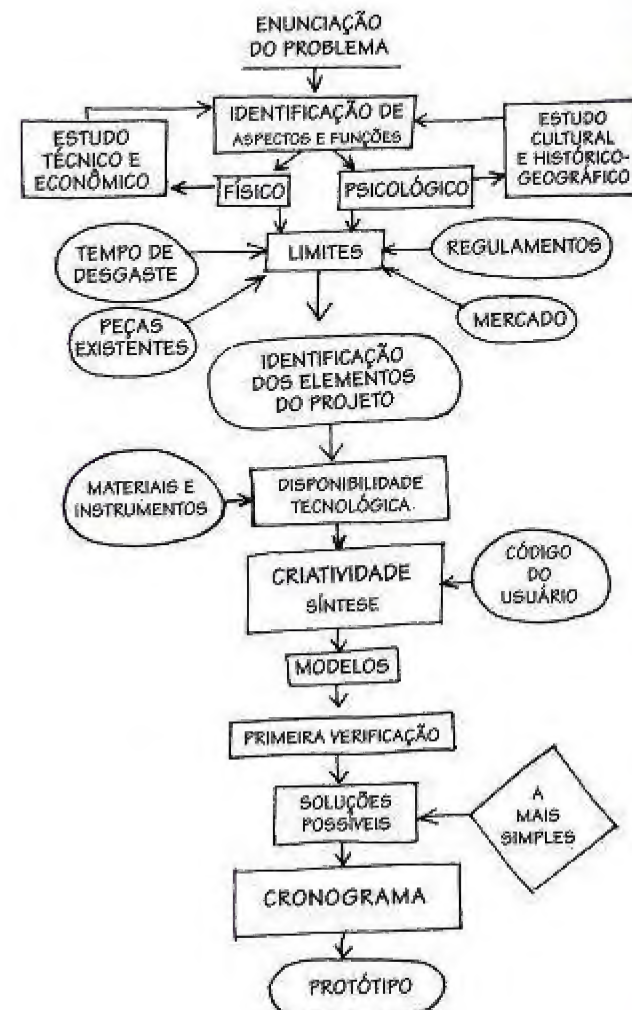 ENUNCIAÇÃO
DO PROBLEMA
IDENTIFICAÇÃO DE
ASPECTOS E FUNÇÕES
ESTUDO
TÉCNICO E
ECONÔMICO
ESTUDO
CULTURAL
E HISTÓRICO-
GEOGRÁFICO
FÍSICO
PSICOLÓGICO
TEMPO DE
DESGASTE
LIMITES
REGULAMENTOS
PEÇAS
EXISTENTES
MERCADO
IDENTIFICAÇÃO
DOS ELEMENTOS
DO PROJETO
MATERIAIS E
INSTRUMENTOS
DISPONIBILIDADE
TECNOLÓGICA
CRIATIVIDADE
SÍNTESE
CÓDIGO
DO
USUÁRIO
MODELOS
PRIMEIRA VERIFICAÇÃO
SOLUÇÕES
POSSÍVEIS
A
MAIS
SIMPLES
CRONOGRAMA
PROTÓTIPO